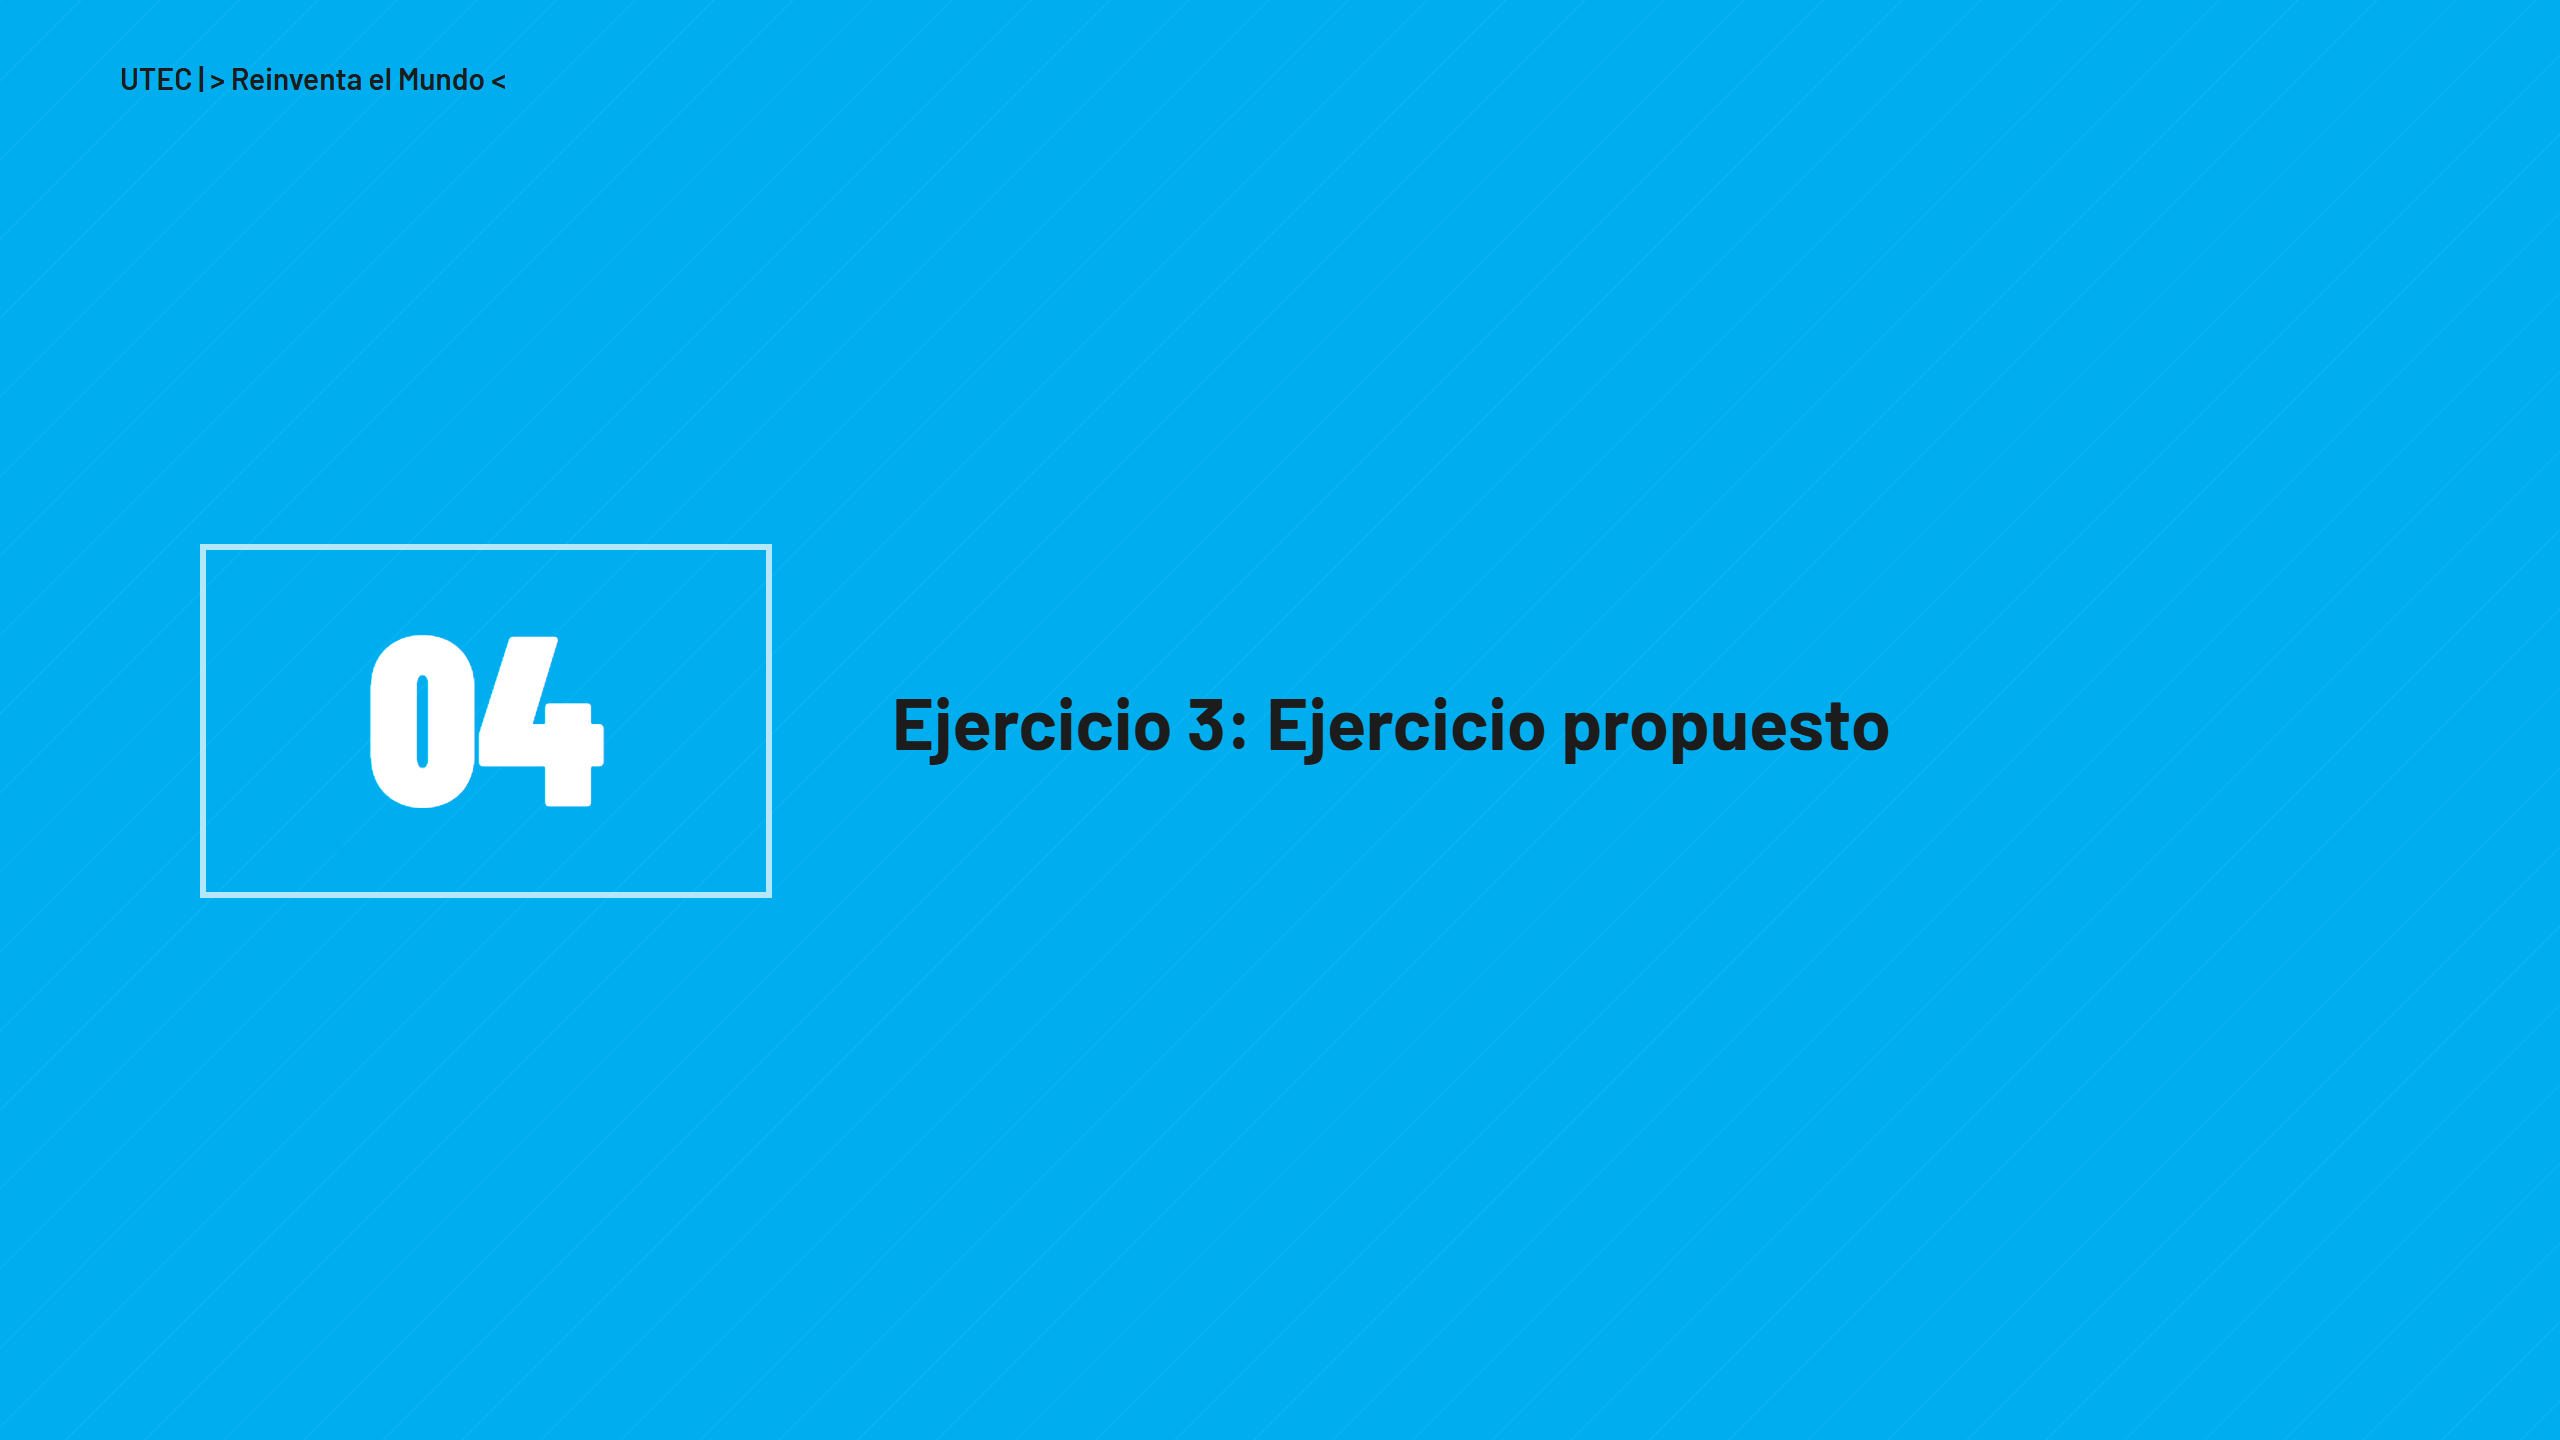 UTEC | > Reinventa el Mundo <
04
Ejercicio 3: Ejercicio propuesto